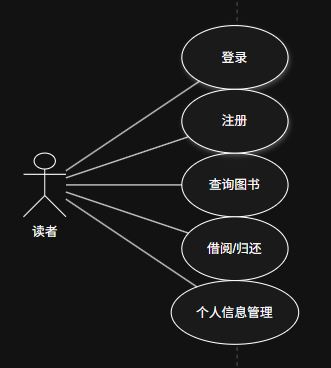 登录
注册
查询图书
读者
借阅/归还
个人信息管理